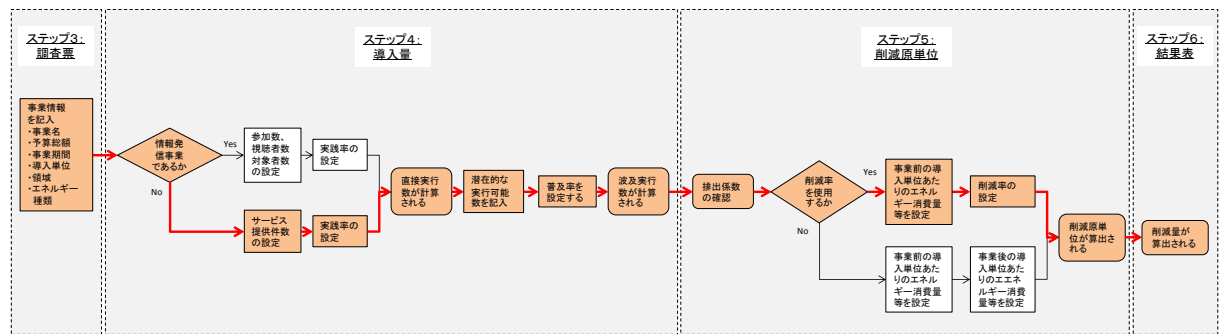 ステップ3:
調査票
事業情報
を記入
・事業名
・予算総額
・事業期間
・導入単位
・領域
・エネルギー
種類
ステップ4:
導入量
情報発
信事業
であるか
Yes
No
参加数、
視聴者数
対象者数
の設定
実践率の
設定
サービス
提供件数
の設定
実践率の
設定
直接実行
数が計算
される
潜在的な
実行可能
数を記入
普及率を
設定する
波及実行
数が計算
される
ステップ5:
削減原単位
排出係数
の確認
削減率
を使用
するか
Yes
No
事業前の導
入単位あた
りのエネル
ギー消費量
等を設定
削減率の
設定
事業前の導
入単位あた
りのエネル
ギー消費量
等を設定
事業後の導
入単位あた
りのエエネ
ルギー消費
量等を設定
削減原単
位が算出さ
れる
ステップ6:
結果表
削減量が
算出される